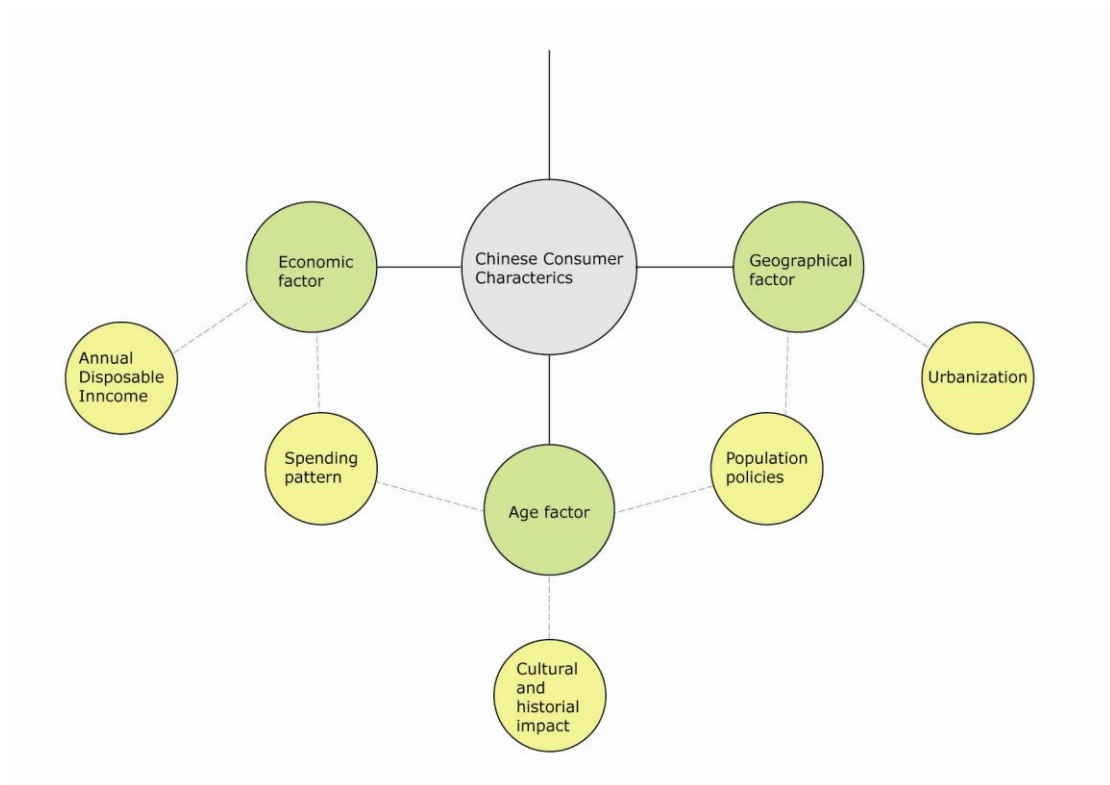 Chinese Consumer
Characterics
Economic
factor
Geographical
factor
Annual
Disposable
Inncome
Urbanization
Spending
pattern
Population
policies
Age factor
Cultural
and
historial
impact